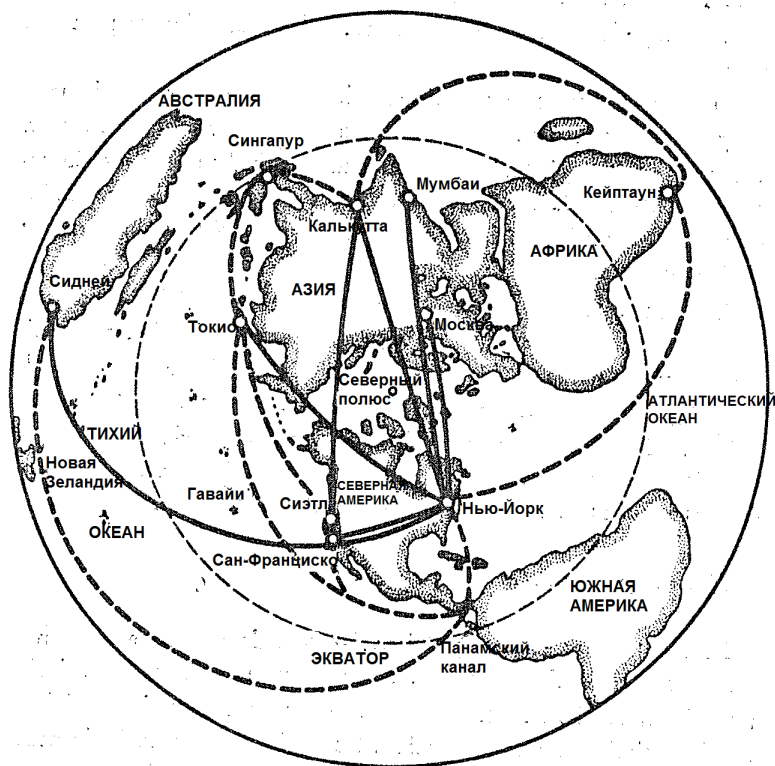 АВСТРАЛИЯ
Сингапур
Мумбаи
Кейптаун
Калькутта
АФРИКА
Сидней
АЗИЯ
Токио
Москва
Северный
полюс
АТЛАНТИЧЕСКИЙ
ОКЕАН
ТИХИЙ
Новая
Зеландия
Гавайи
СЕВЕРНАЯ
АМЕРИКА
Сиэтл
Нью-Йорк
ОКЕАН
Сан-Франциско
ЮЖНАЯ
АМЕРИКА
ЭКВАТОР
Панамский
канал